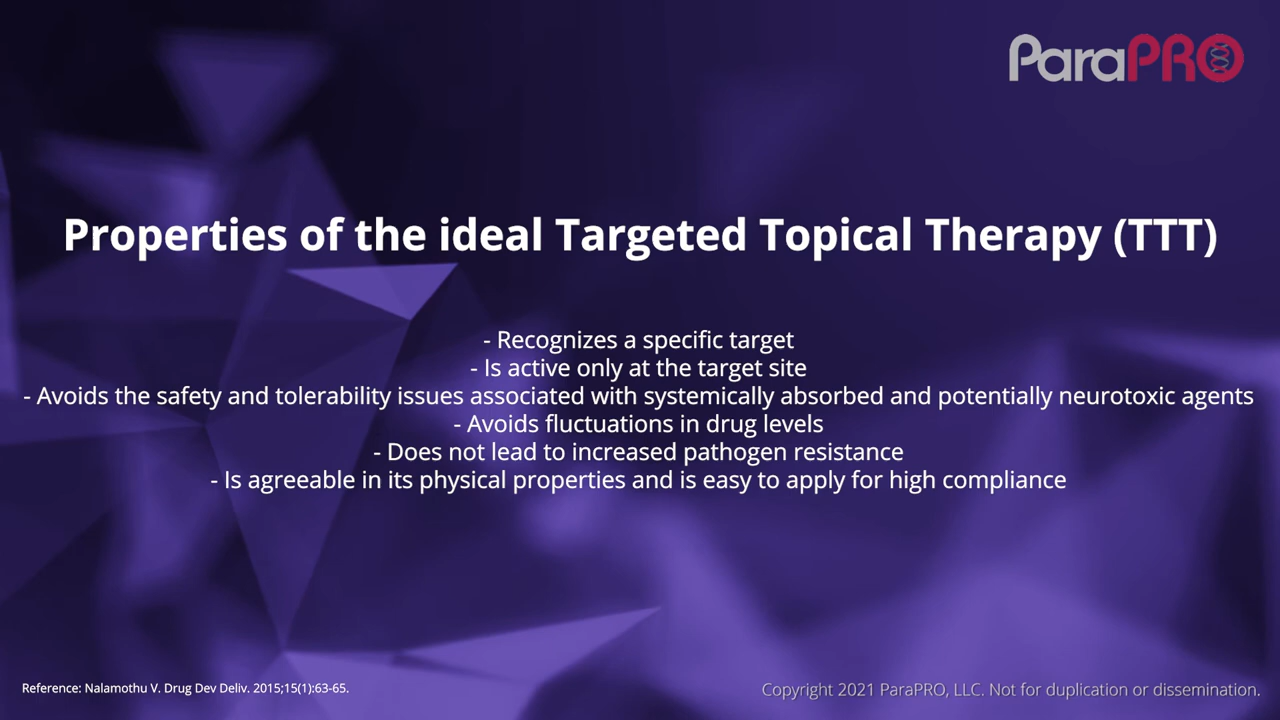 ParaPRO
Properties of the ideal Targeted Topical Therapy (TTT)
- Recognizes a specific target
- Is active only at the target site
- Avoids the safety and tolerability issues associated with systemically absorbed and potentially neurotoxic agents
- Avoids fluctuations in drug levels
- Does not lead to increased pathogen resistance
- Is agreeable in its physical properties and is easy to apply for high compliance
Reference: Nalamothu V. Drug Dev Deliv. 2015;15(1):63-65.
Copyright 2021 ParaPRO, LLC. Not for duplication or dissemination.